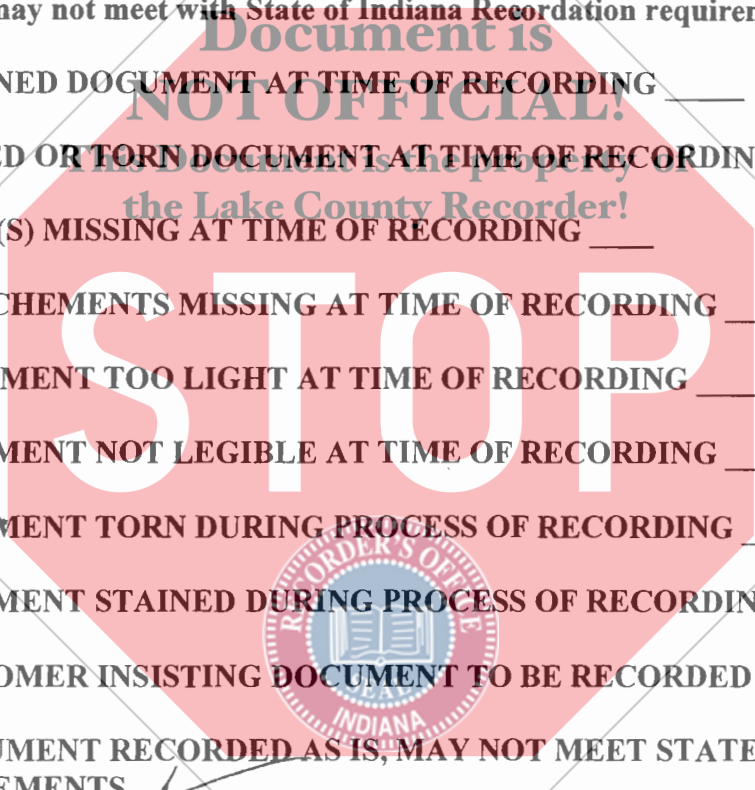 may not meet with State of Indiana Recordation requirem
Document is
NED DOCUMENT AT TIME OF RECORDING ____
NOT OFFICIAL!
ED OR TORN DOCUMENT AT TIME OF RECORDIN
This Document is the property of
the Lake County Recorder!
(S) MISSING AT TIME OF RECORDING ____
CHEMENTS MISSING AT TIME OF RECORDING __
STOP
MENT TOO LIGHT AT TIME OF RECORDING ____
MENT NOT LEGIBLE AT TIME OF RECORDING __
MENT TORN DURING PROCESS OF RECORDING _
RECORDER'S OFFICE
MENT STAINED DURING PROCESS OF RECORDIN
OMER INSISTING DOCUMENT TO BE RECORDED
SEAL
INDIANA
UMENT RECORDED AS IS, MAY NOT MEET STATE
EMENTS